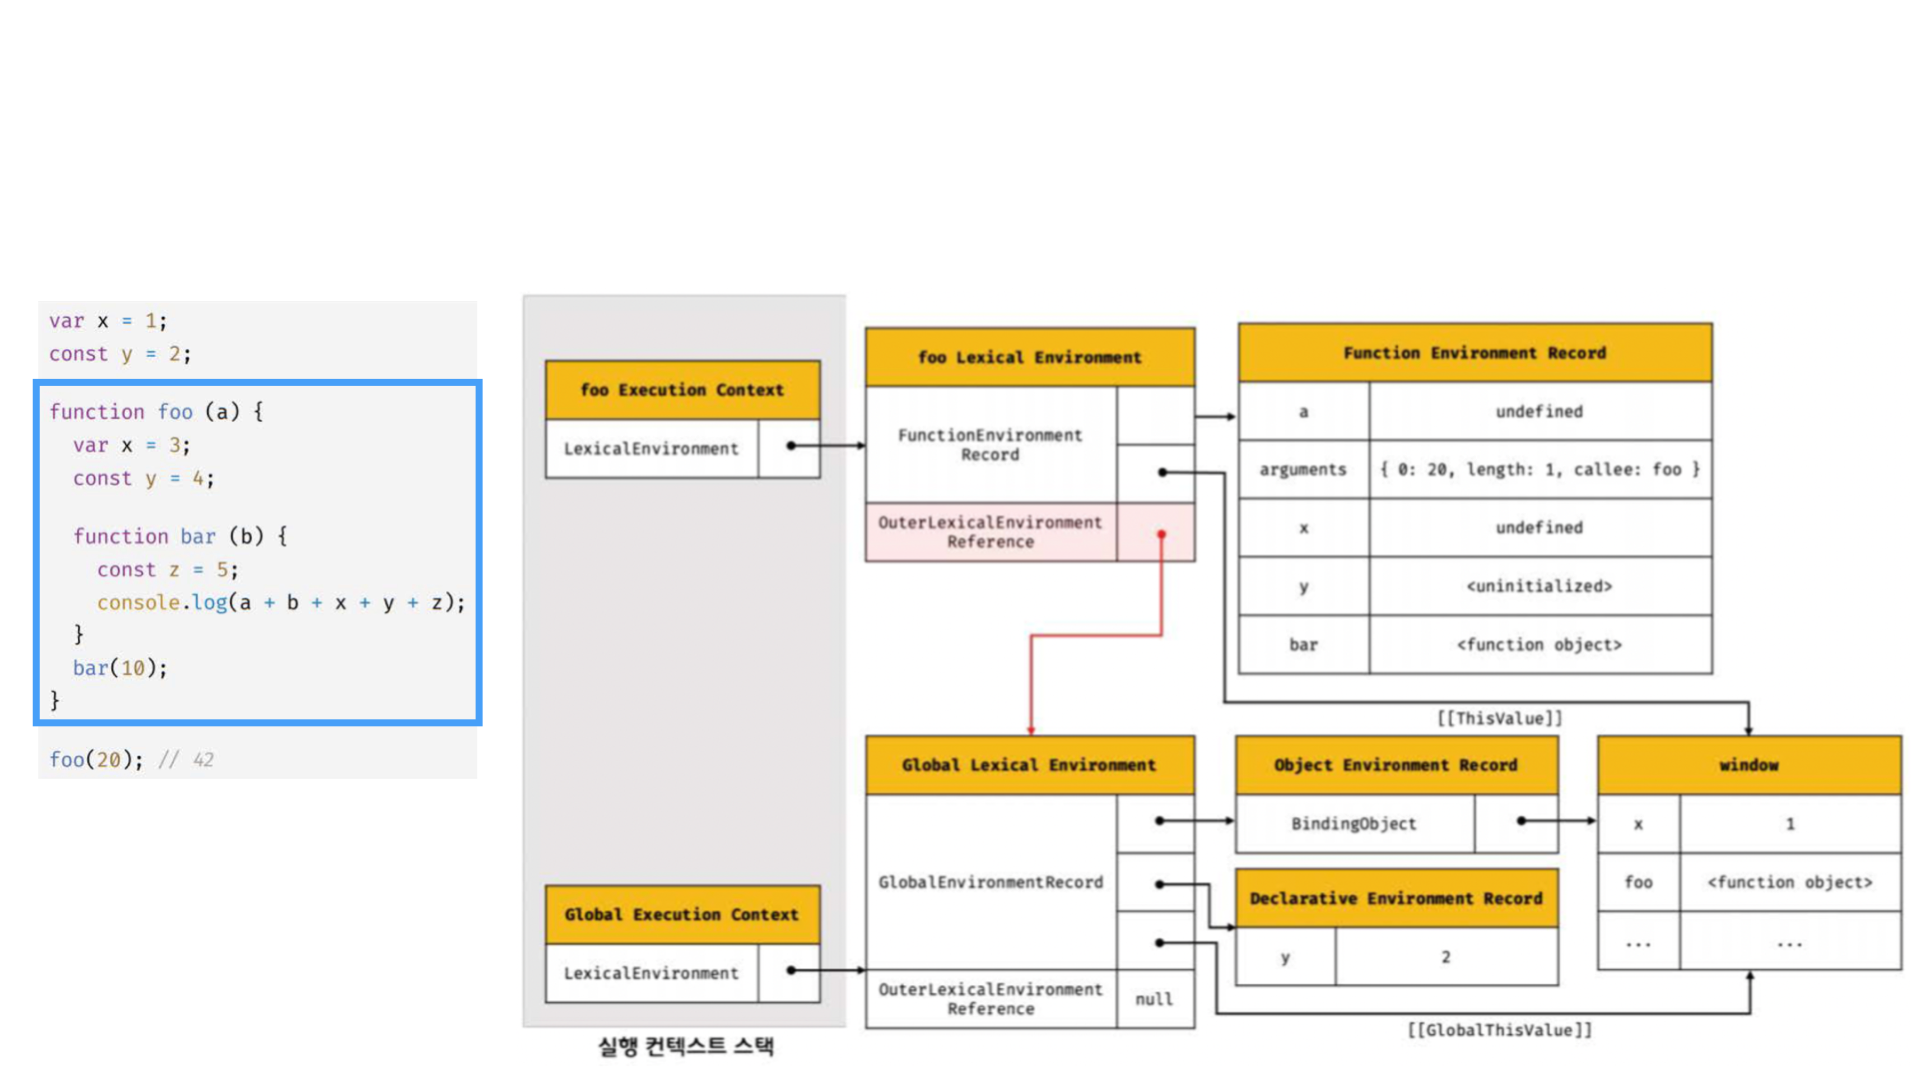 var x = 1;
const y = 2;
function foo (a) {
var x = 3;
const y = 4;
function bar (b) {
const z = 5;
console.log(a + b + x + y + z);
}
bar(10);
}
foo(20); // 42
foo Execution Context
LexicalEnvironment
Global Execution Context
LexicalEnvironment
실행 컨텍스트 스택
foo Lexical Environment
FunctionEnvironment
Record
OuterLexicalEnvironment
Reference
Function Environment Record
a undefined
arguments { 0: 20, length: 1, callee: foo }
x undefined
y <uninitialized>
bar <function object>
[[ThisValue]]
Global Lexical Environment
GlobalEnvironmentRecord
OuterLexicalEnvironment
Reference
null
Object Environment Record
BindingObject
Declarative Environment Record
y 2
window
x 1
foo <function object>
... ...
[[GlobalThisValue]]